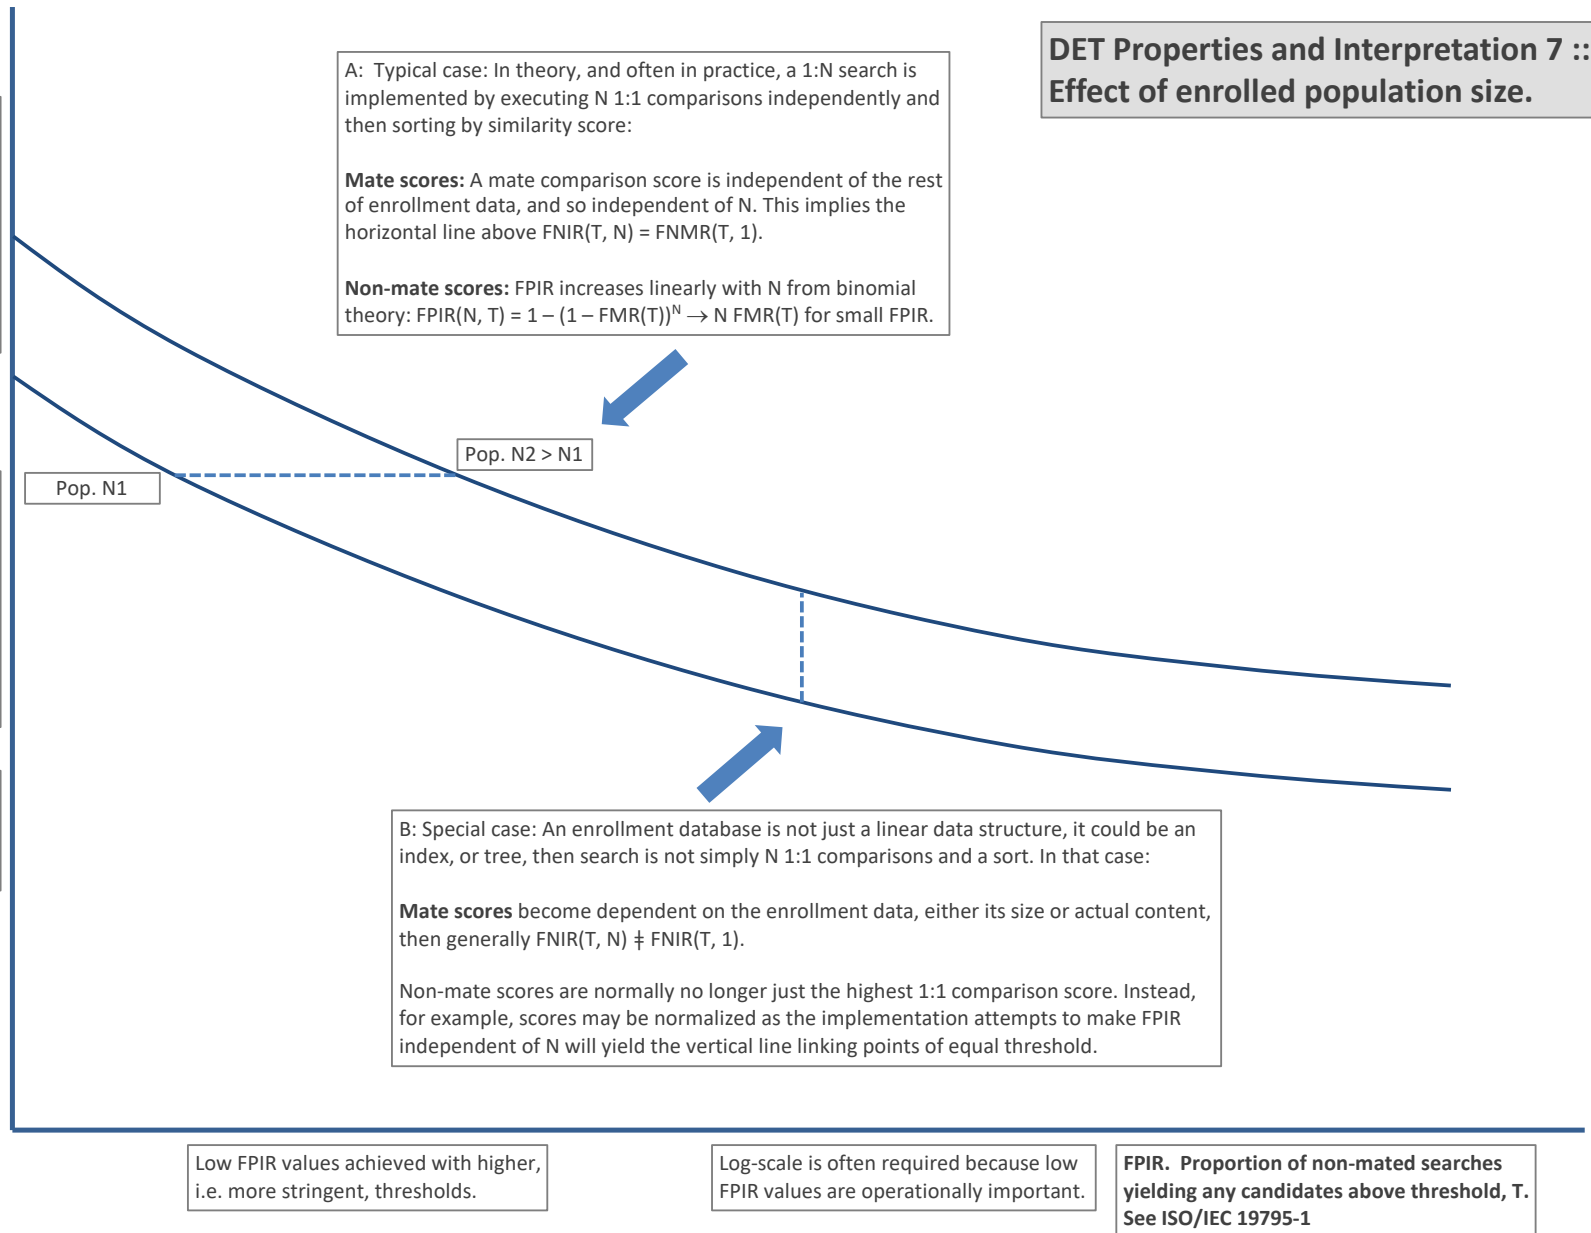 DET Properties and Interpretation 7 ::
Effect of enrolled population size.
A: Typical case: In theory, and often in practice, a 1:N search is
implemented by executing N 1:1 comparisons independently and
then sorting by similarity score:
Mate scores: A mate comparison score is independent of the rest
of enrollment data, and so independent of N. This implies the
horizontal line above FNIR(T, N) = FNMR(T, 1).
Non-mate scores: FPIR increases linearly with N from binomial
theory: FPIR(N, T) = 1 – (1 – FMR(T))ᴺ → N FMR(T) for small FPIR.
Pop. N2 > N1
Pop. N1
B: Special case: An enrollment database is not just a linear data structure, it could be an
index, or tree, then search is not simply N 1:1 comparisons and a sort. In that case:
Mate scores become dependent on the enrollment data, either its size or actual content,
then generally FNIR(T, N) ǂ FNIR(T, 1).
Non-mate scores are normally no longer just the highest 1:1 comparison score. Instead,
for example, scores may be normalized as the implementation attempts to make FPIR
independent of N will yield the vertical line linking points of equal threshold.
Low FPIR values achieved with higher,
i.e. more stringent, thresholds.
Log-scale is often required because low
FPIR values are operationally important.
FPIR. Proportion of non-mated searches
yielding any candidates above threshold, T.
See ISO/IEC 19795-1